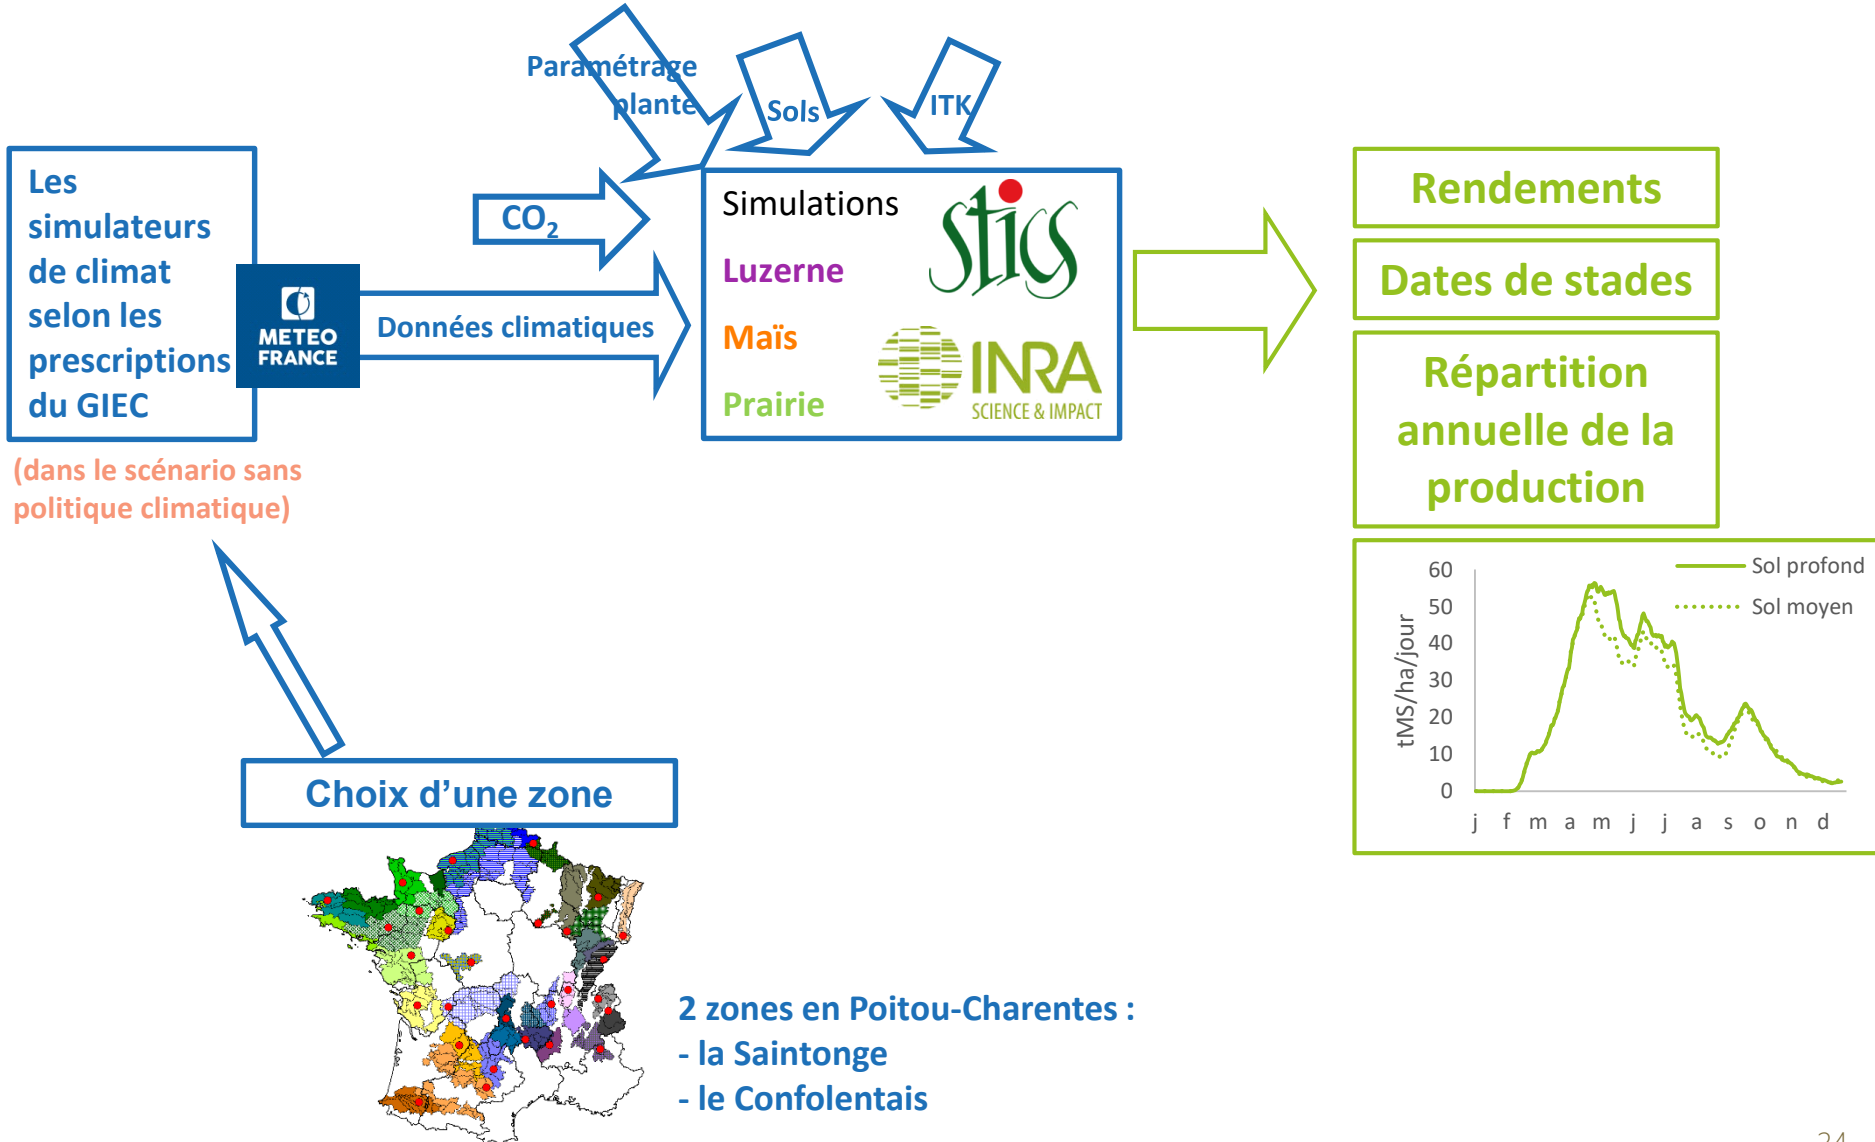 Paramétrage
plante
Sols
ITK
Les
simulateurs
de climat
selon les
prescriptions
du GIEC
METEO
FRANCE
(dans le scénario sans
politique climatique)
CO₂
Données climatiques
Simulations
Luzerne
Maïs
Prairie
STICS
INRA
SCIENCE & IMPACT
Rendements
Dates de stades
Répartition
annuelle de la
production
tMS/ha/jour
60
50
40
30
20
10
0
j f m a m j j a s o n d
Sol profond
Sol moyen
Choix d’une zone
2 zones en Poitou-Charentes :
- la Saintonge
- le Confolentais